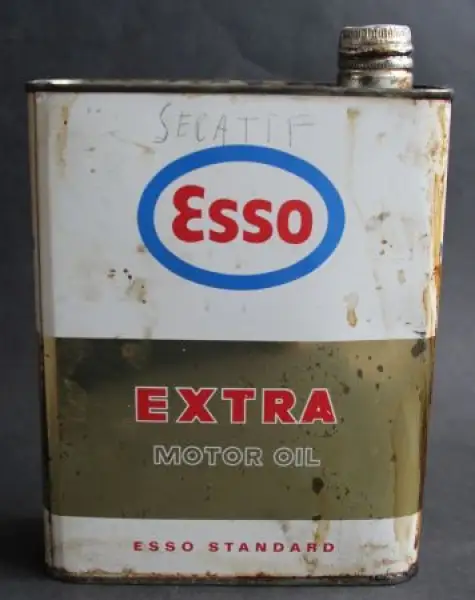 SECATIF
Esso
EXTRA
MOTOR OIL
ESSO STANDARD